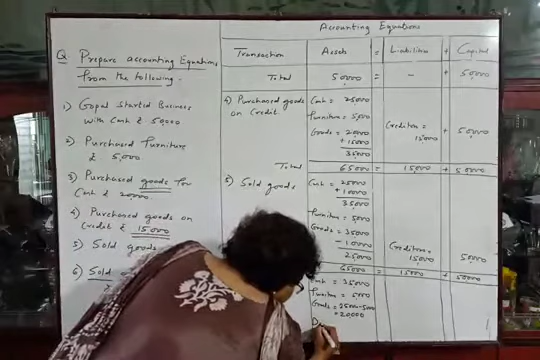 Q Prepare accounting Equations
from the following.
1) Gopal Started Business
with Cash ₹ 50,000
2) Purchased Furniture
₹ 5,000
3) Purchased goods for
Cash ₹ 20,000.
4) Purchased goods on
Credit ₹ 15,000
5) Sold goods
6) Sold
Accounting Equations
Transaction Assets = Liabilities + Capital
Total 50,000 = - + 50,000
4) Purchased goods
on Credit.
Cash = 25,000
Furniture = 5,000
Goods = 20,000
+ 15,000
35,000
Creditors =
15,000
+ 50,000
Total 65,000 = 15,000 + 50,000
5) Sold goods
Cash = 25,000
+ 10,000
35,000
Furniture = 5,000
Goods = 35,000
- 10,000
25,000
Creditors =
15,000
50,000
65,000 = 15,000 + 50,000
Cash = 35,000
Furniture = 5,000
Goods = 25,000-5,000
=20,000